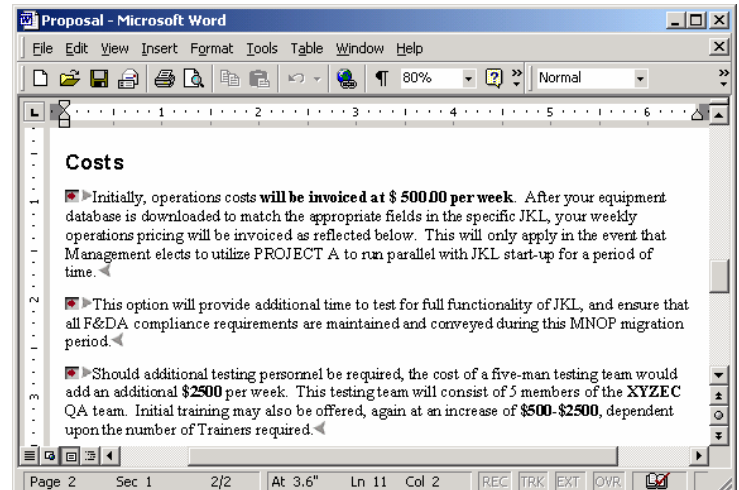 Proposal - Microsoft Word
File Edit View Insert Format Tools Table Window Help
80% Normal
1 2 3 4 5 6
Costs
Initially, operations costs will be invoiced at $ 500.00 per week. After your equipment
database is downloaded to match the appropriate fields in the specific JKL, your weekly
operations pricing will be invoiced as reflected below. This will only apply in the event that
Management elects to utilize PROJECT A to run parallel with JKL start-up for a period of
time.
This option will provide additional time to test for full functionality of JKL, and ensure that
all F&DA compliance requirements are maintained and conveyed during this MNOP migration
period.
Should additional testing personnel be required, the cost of a five-man testing team would
add an additional $2500 per week. This testing team will consist of 5 members of the XYZEC
QA team. Initial training may also be offered, again at an increase of $500-$2500, dependent
upon the number of Trainers required.
Page 2 Sec 1 2/2 At 3.6" Ln 11 Col 2 REC TRK EXT OVR